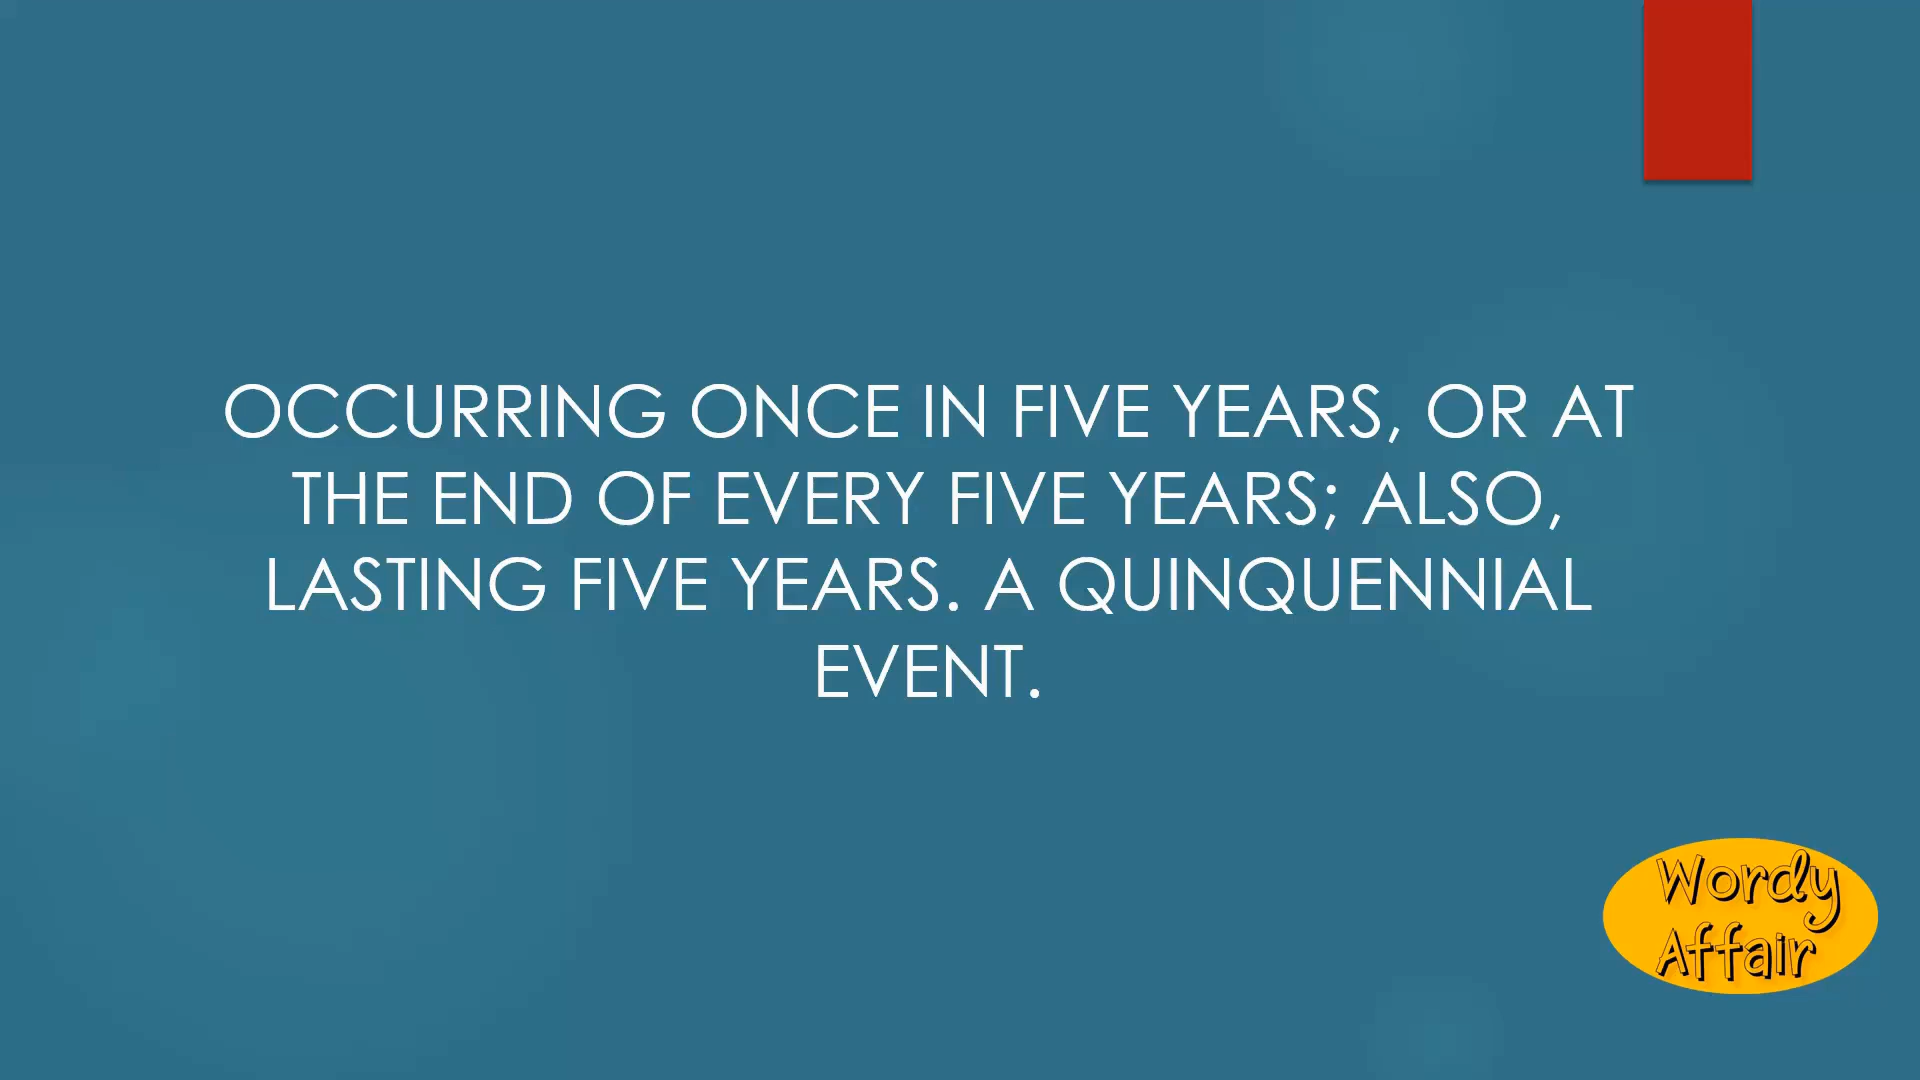 OCCURRING ONCE IN FIVE YEARS, OR AT
THE END OF EVERY FIVE YEARS; ALSO,
LASTING FIVE YEARS. A QUINQUENNIAL
EVENT.
Wordy
Affair